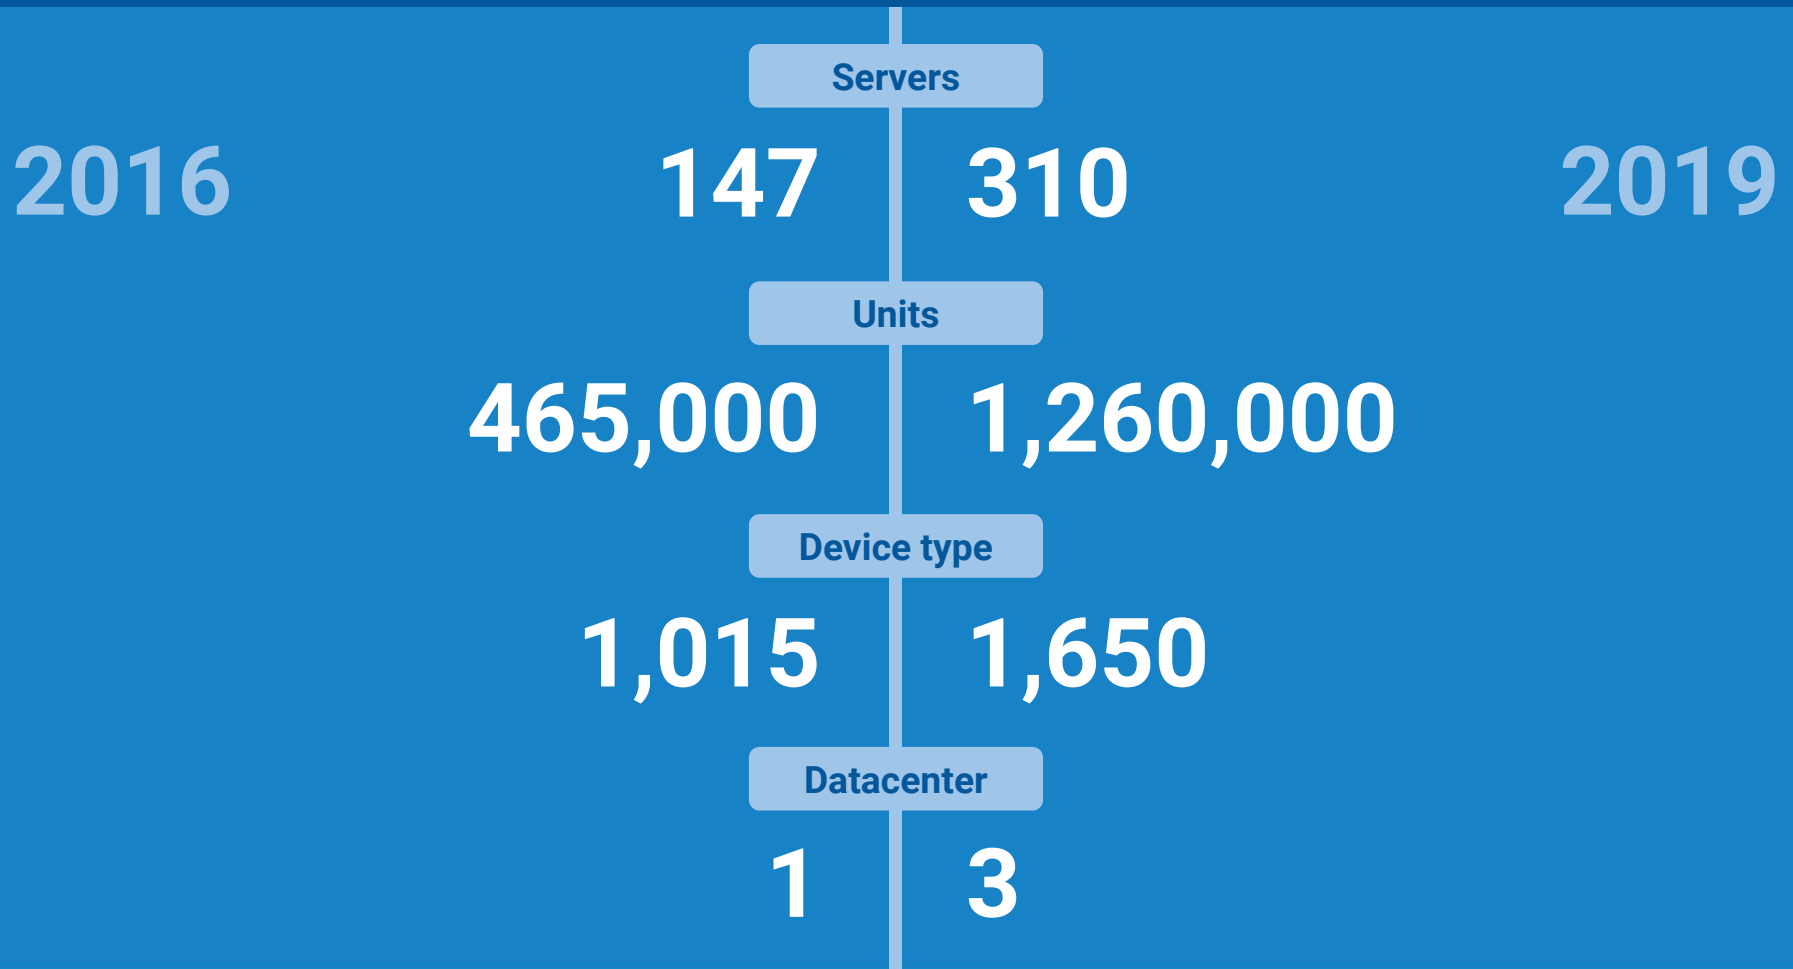 Servers
2016 147 310 2019
Units
465,000 1,260,000
Device type
1,015 1,650
Datacenter
1 3